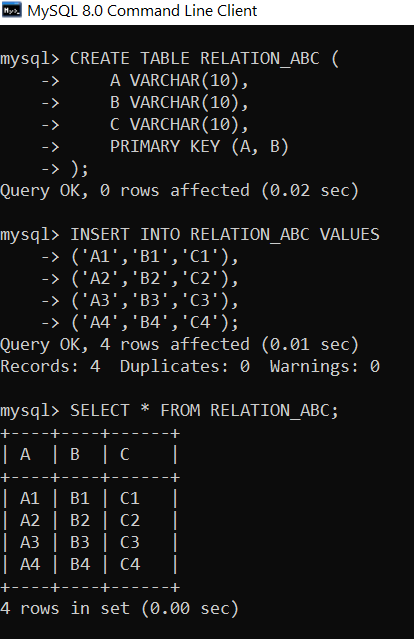 MySQL 8.0 Command Line Client
mysql> CREATE TABLE RELATION_ABC (
    ->     A VARCHAR(10),
    ->     B VARCHAR(10),
    ->     C VARCHAR(10),
    ->     PRIMARY KEY (A, B)
    -> );
Query OK, 0 rows affected (0.02 sec)
mysql> INSERT INTO RELATION_ABC VALUES
    -> ('A1','B1','C1'),
    -> ('A2','B2','C2'),
    -> ('A3','B3','C3'),
    -> ('A4','B4','C4');
Query OK, 4 rows affected (0.01 sec)
Records: 4  Duplicates: 0  Warnings: 0
mysql> SELECT * FROM RELATION_ABC;
+----+----+------+
| A  | B  | C    |
+----+----+------+
| A1 | B1 | C1   |
| A2 | B2 | C2   |
| A3 | B3 | C3   |
| A4 | B4 | C4   |
+----+----+------+
4 rows in set (0.00 sec)